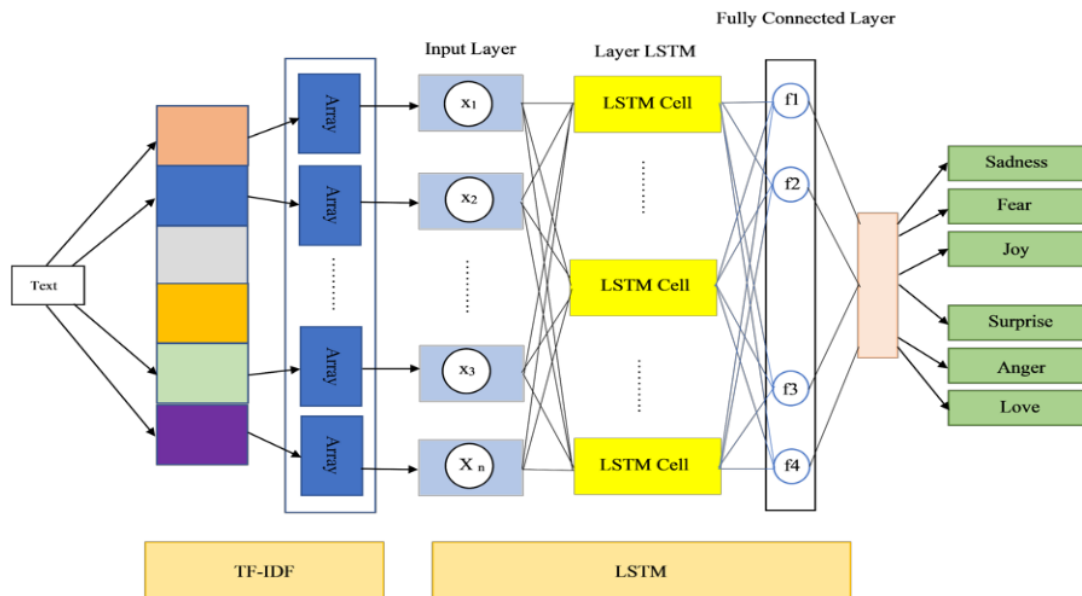 Fully Connected Layer
Input Layer
Layer LSTM
Text
Array
Array
Array
Array
x1
x2
x3
X n
LSTM Cell
LSTM Cell
LSTM Cell
f1
f2
f3
f4
Sadness
Fear
Joy
Surprise
Anger
Love
TF-IDF
LSTM